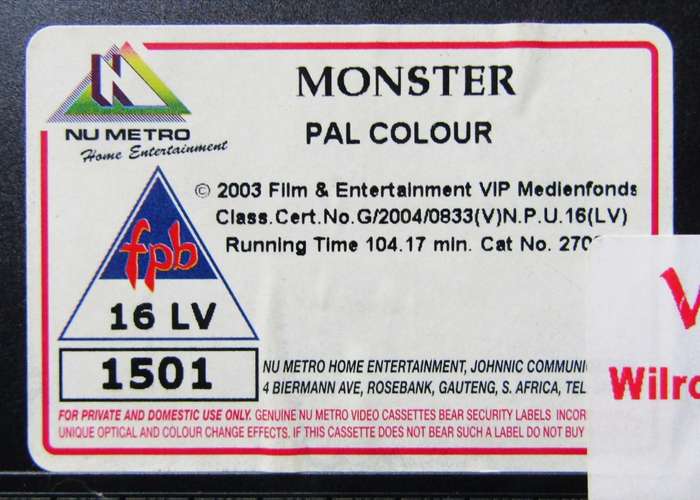 MONSTER
NU METRO
Home Entertainment
PAL COLOUR
© 2003 Film & Entertainment VIP Medienfonds
Class.Cert.No.G/2004/0833(V)N.P.U.16(LV)
Running Time 104.17 min. Cat No.
fpb
16 LV
1501
NU METRO HOME ENTERTAINMENT, JOHNNIC
4 BIERMANN AVE, ROSEBANK, GAUTENG, S. AFRICA, TEL
FOR PRIVATE AND DOMESTIC USE ONLY. GENUINE NU METRO VIDEO CASSETTES BEAR SECURITY LABELS
UNIQUE OPTICAL AND COLOUR CHANGE EFFECTS. IF THIS CASSETTE DOES NOT BEAR SUCH A LABEL DO NOT BUY